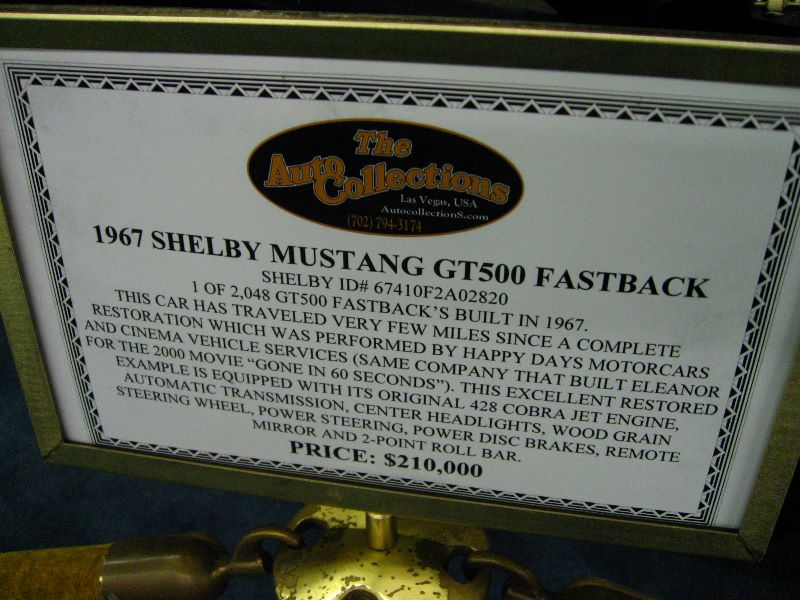 The
Auto
Collections
Las Vegas, USA
AutocollectionS.com
(702) 794-3174
1967 SHELBY MUSTANG GT500 FASTBACK
SHELBY ID# 67410F2A02820
1 OF 2,048 GT500 FASTBACK'S BUILT IN 1967.
THIS CAR HAS TRAVELED VERY FEW MILES SINCE A COMPLETE
RESTORATION WHICH WAS PERFORMED BY HAPPY DAYS MOTORCARS
AND CINEMA VEHICLE SERVICES (SAME COMPANY THAT BUILT ELEANOR
FOR THE 2000 MOVIE "GONE IN 60 SECONDS"). THIS EXCELLENT RESTORED
EXAMPLE IS EQUIPPED WITH ITS ORIGINAL 428 COBRA JET ENGINE,
AUTOMATIC TRANSMISSION, CENTER HEADLIGHTS, WOOD GRAIN
STEERING WHEEL, POWER STEERING, POWER DISC BRAKES, REMOTE
MIRROR AND 2-POINT ROLL BAR.
PRICE: $210,000